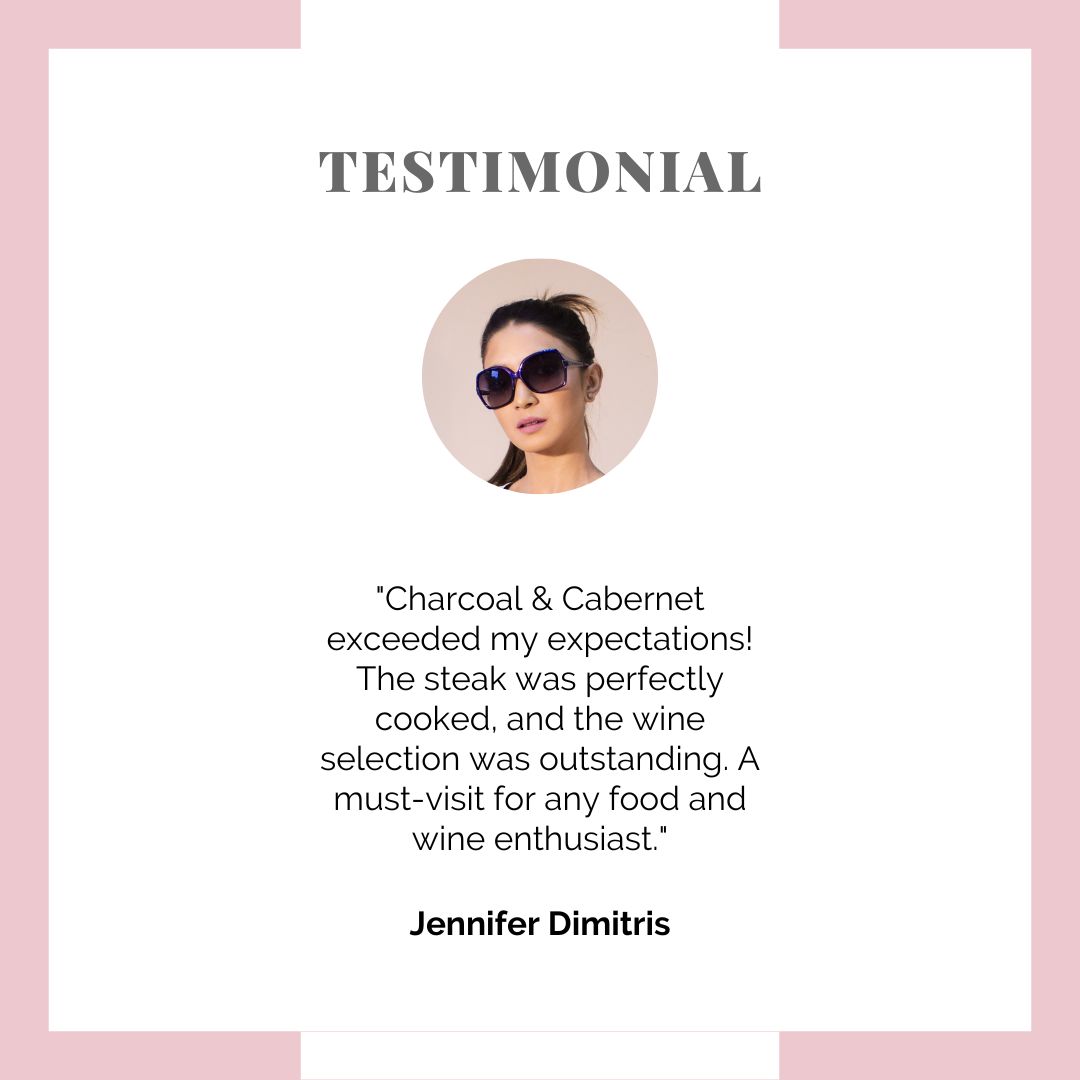 TESTIMONIAL
"Charcoal & Cabernet
exceeded my expectations!
The steak was perfectly
cooked, and the wine
selection was outstanding. A
must-visit for any food and
wine enthusiast."
Jennifer Dimitris